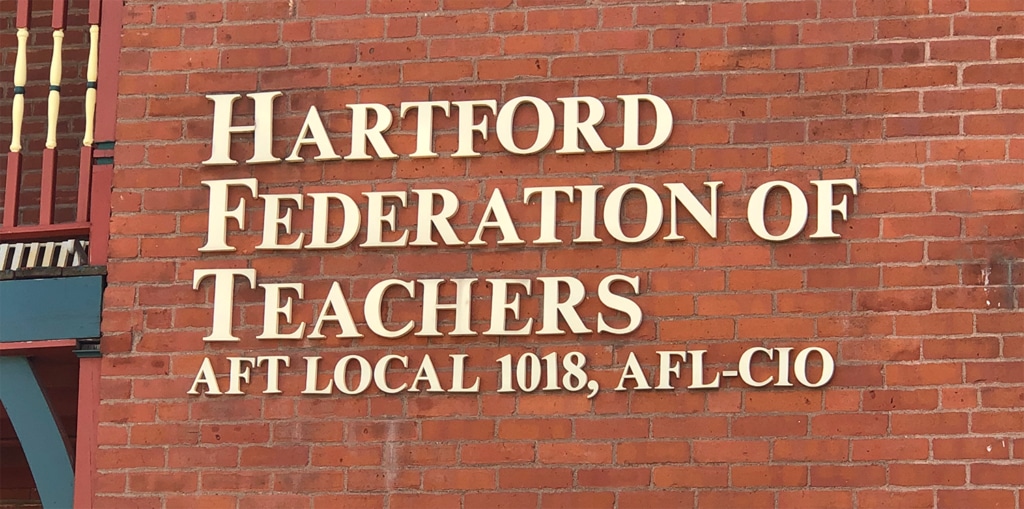 HARTFORD
FEDERATION OF
TEACHERS
AFT LOCAL 1018, AFL-CIO